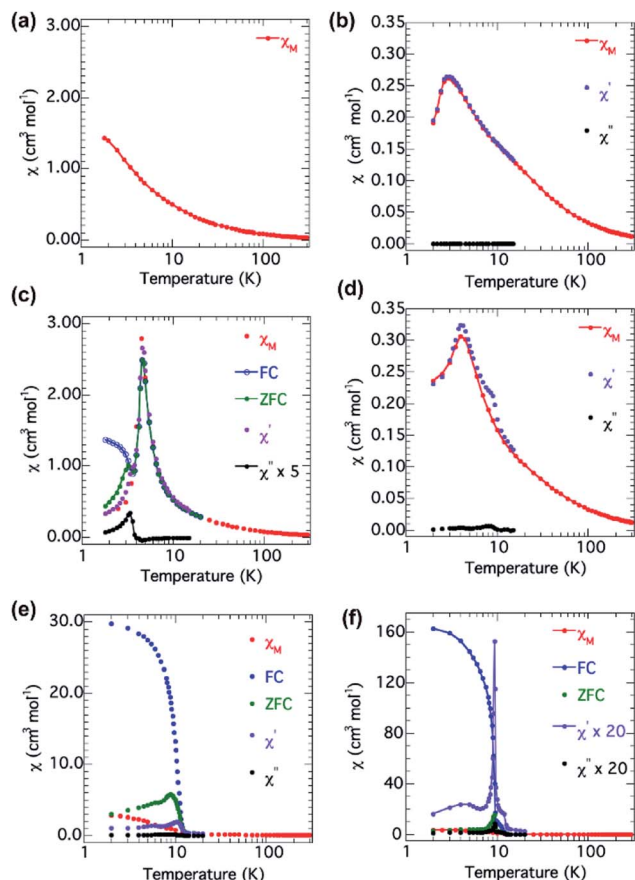 (a)
χ (cm³ mol⁻¹)
3.00
2.00
1.00
0.00
χM
1
10
100
Temperature (K)
(b)
χ (cm³ mol⁻¹)
0.35
0.30
0.25
0.20
0.15
0.10
0.05
0.00
χM
χ'
χ"
1
10
100
Temperature (K)
(c)
χ (cm³ mol⁻¹)
3.00
2.00
1.00
0.00
χM
FC
ZFC
χ'
χ" x 5
1
10
100
Temperature (K)
(d)
χ (cm³ mol⁻¹)
0.35
0.30
0.25
0.20
0.15
0.10
0.05
0.00
χM
χ'
χ"
1
10
100
Temperature (K)
(e)
χ (cm³ mol⁻¹)
30.0
20.0
10.0
0.0
χM
FC
ZFC
χ'
χ"
1
10
100
Temperature (K)
(f)
χ (cm³ mol⁻¹)
160
120
80
40
0
χM
FC
ZFC
χ' x 20
χ" x 20
1
10
100
Temperature (K)